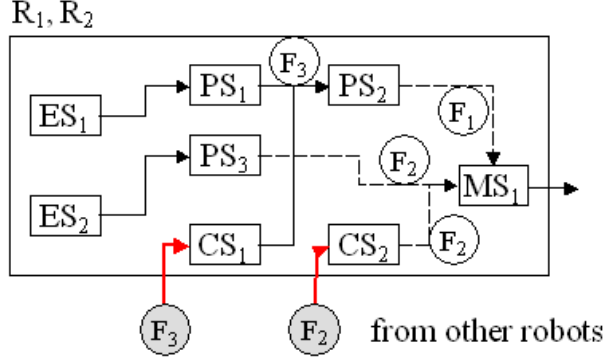 R₁, R₂
F₃
PS₁
PS₂
ES₁
F₁
PS₃
F₂
MS₁
ES₂
CS₁
CS₂
F₂
F₃
F₂
from other robots